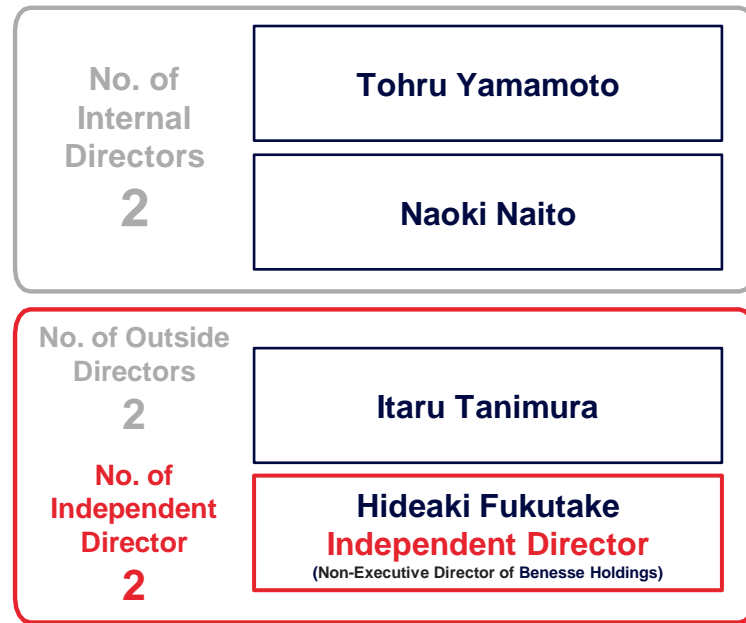 No. of
Internal
Directors
2
Tohru Yamamoto
Naoki Naito
No. of Outside
Directors
2
No. of
Independent
Director
2
Itaru Tanimura
Hideaki Fukutake
Independent Director
(Non-Executive Director of Benesse Holdings)